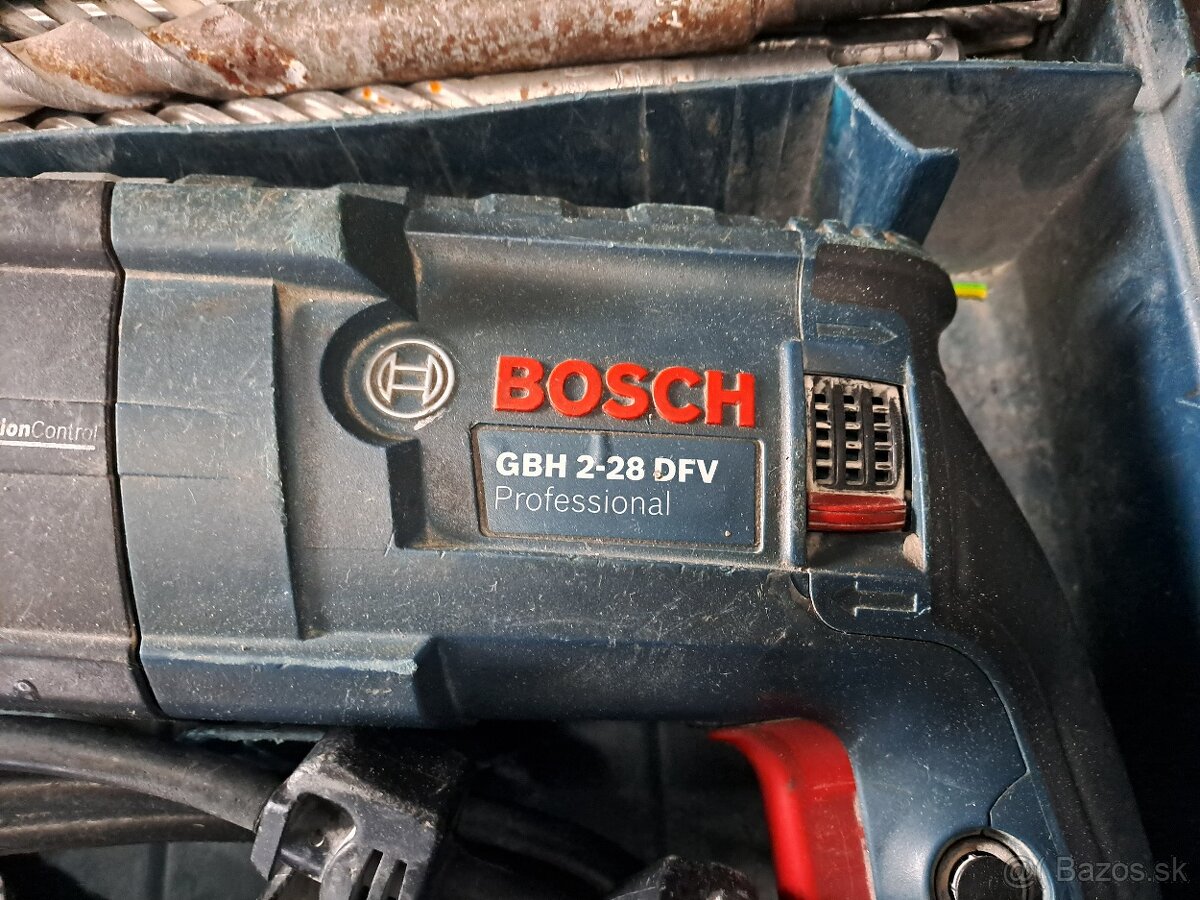 BOSCH
GBH 2-28 DFV
Professional
ionControl
@ Bazos.sk